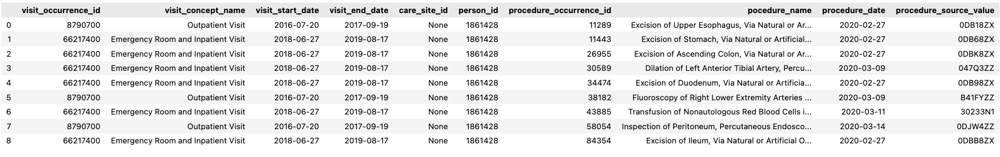 visit_occurrence_id visit_concept_name visit_start_date visit_end_date care_site_id person_id procedure_occurrence_id pocedure_name procedure_date procedure_source_value
0 8790700 Outpatient Visit 2016-07-20 2017-09-19 None 1861428 11289 Excision of Upper Esophagus, Via Natural or Ar... 2020-02-27 0DB18ZX
1 66217400 Emergency Room and Inpatient Visit 2018-06-27 2019-08-17 None 1861428 11443 Excision of Stomach, Via Natural or Artificial... 2020-02-27 0DB68ZX
2 66217400 Emergency Room and Inpatient Visit 2018-06-27 2019-08-17 None 1861428 26955 Excision of Ascending Colon, Via Natural or Ar... 2020-02-27 0DBK8ZX
3 66217400 Emergency Room and Inpatient Visit 2018-06-27 2019-08-17 None 1861428 30589 Dilation of Left Anterior Tibial Artery, Percu... 2020-03-09 047Q3ZZ
4 66217400 Emergency Room and Inpatient Visit 2018-06-27 2019-08-17 None 1861428 34474 Excision of Duodenum, Via Natural or Artificia... 2020-02-27 0DB98ZX
5 8790700 Outpatient Visit 2016-07-20 2017-09-19 None 1861428 38182 Fluoroscopy of Right Lower Extremity Arteries ... 2020-03-09 B41FYZZ
6 66217400 Emergency Room and Inpatient Visit 2018-06-27 2019-08-17 None 1861428 43885 Transfusion of Nonautologous Red Blood Cells i... 2020-03-11 30233N1
7 8790700 Outpatient Visit 2016-07-20 2017-09-19 None 1861428 58054 Inspection of Peritoneum, Percutaneous Endosco... 2020-03-14 0DJW4ZZ
8 66217400 Emergency Room and Inpatient Visit 2018-06-27 2019-08-17 None 1861428 84354 Excision of Ileum, Via Natural or Artificial O... 2020-02-27 0DBB8ZX